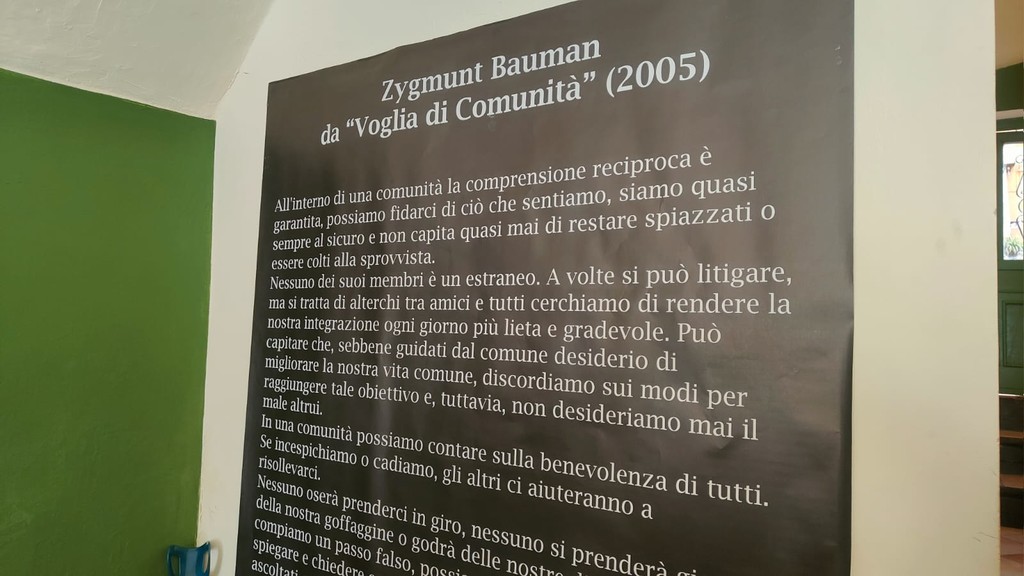 Zygmunt Bauman
da “Voglia di Comunità” (2005)
All'interno di una comunità la comprensione reciproca è
garantita, possiamo fidarci di ciò che sentiamo, siamo quasi
sempre al sicuro e non capita quasi mai di restare spiazzati o
essere colti alla sprovvista.
Nessuno dei suoi membri è un estraneo. A volte si può litigare,
ma si tratta di alterchi tra amici e tutti cerchiamo di rendere la
nostra integrazione ogni giorno più lieta e gradevole. Può
capitare che, sebbene guidati dal comune desiderio di
migliorare la nostra vita comune, discordiamo sui modi per
raggiungere tale obiettivo e, tuttavia, non desideriamo mai il
male altrui.
In una comunità possiamo contare sulla benevolenza di tutti.
Se incespichiamo o cadiamo, gli altri ci aiuteranno a
risollevarci.
Nessuno oserà prenderci in giro, nessuno si prenderà
della nostra goffaggine o godrà delle nostre
compiamo un passo falso,
spiegare e chiedere
ascoltati